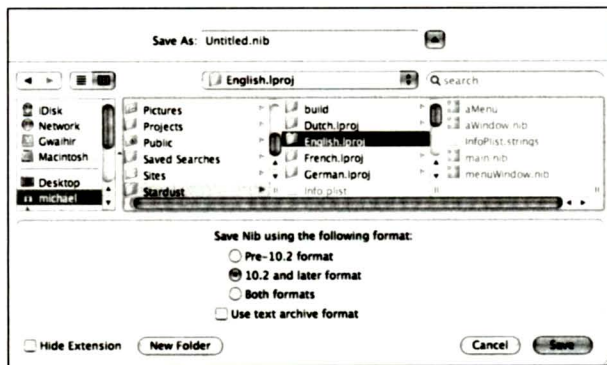 Save As: Untitled.nib
English.lproj
search
iDisk
Network
Gwaihir
Macintosh
Desktop
michael
Pictures
Projects
Public
Saved Searches
Sites
Stardust
build
Dutch.lproj
English.lproj
French.lproj
German.lproj
Info.plist
aMenu
aWindow.nib
InfoPlist.strings
main.nib
menuWindow.nib
Save Nib using the following format:
Pre-10.2 format
10.2 and later format
Both formats
Use text archive format
Hide Extension
New Folder
Cancel
Save